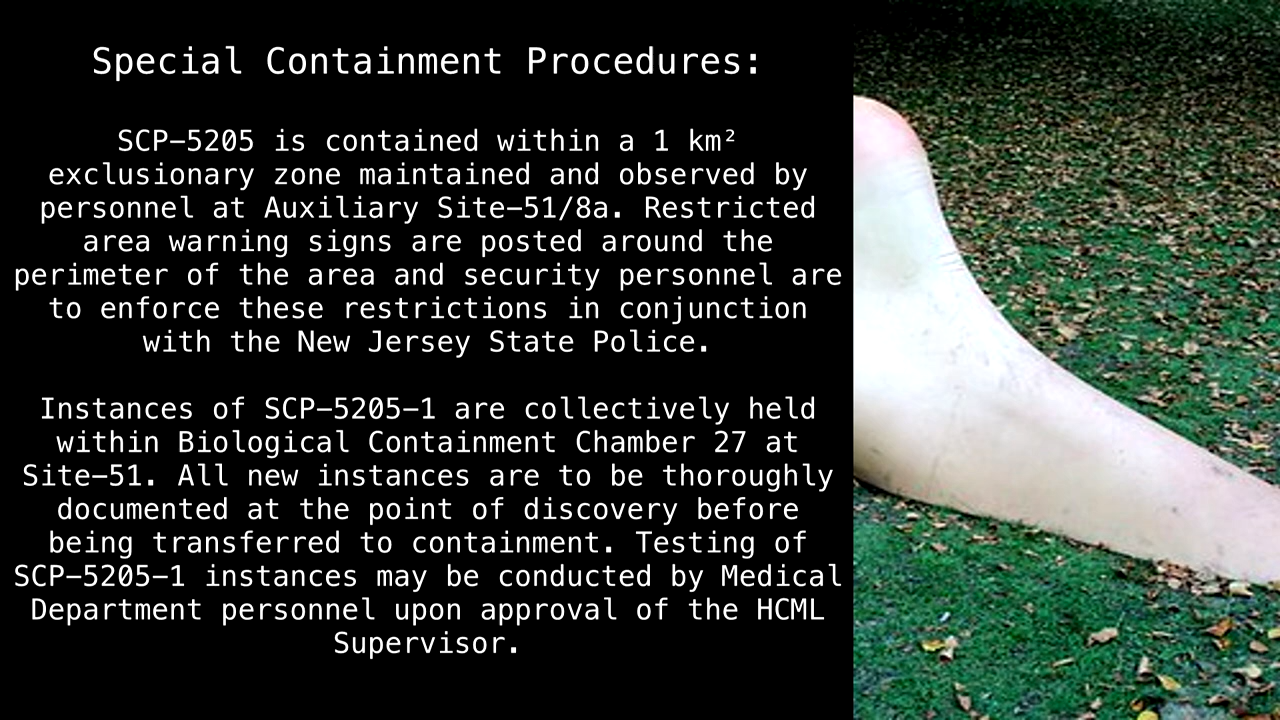 Special Containment Procedures:
SCP-5205 is contained within a 1 km²
exclusionary zone maintained and observed by
personnel at Auxiliary Site-51/8a. Restricted
area warning signs are posted around the
perimeter of the area and security personnel are
to enforce these restrictions in conjunction
with the New Jersey State Police.
Instances of SCP-5205-1 are collectively held
within Biological Containment Chamber 27 at
Site-51. All new instances are to be thoroughly
documented at the point of discovery before
being transferred to containment. Testing of
SCP-5205-1 instances may be conducted by Medical
Department personnel upon approval of the HCML
Supervisor.